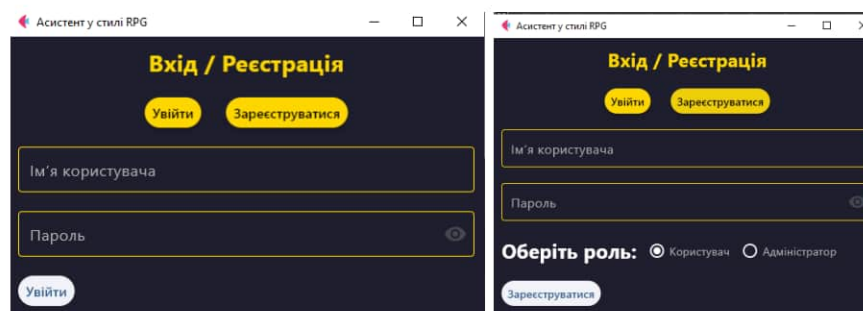 Асистент у стилі RPG
Вхід / Реєстрація
Увійти Зареєструватися
Ім'я користувача
Пароль
Увійти
Асистент у стилі RPG
Вхід / Реєстрація
Увійти Зареєструватися
Ім'я користувача
Пароль
Оберіть роль: Користувач Адміністратор
Зареєструватися